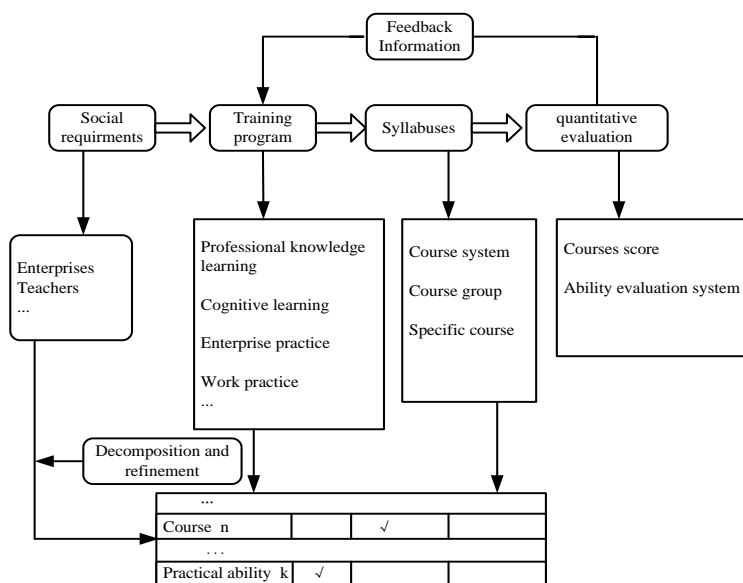 Feedback
Information
Social
requirments
Training
program
Syllabuses
quantitative
evaluation
Enterprises
Teachers
...
Professional knowledge
learning
Cognitive learning
Enterprise practice
Work practice
...
Course system
Course group
Specific course
Courses score
Ability evaluation system
Decomposition and
refinement
...
Course n √
...
Practical ability k √